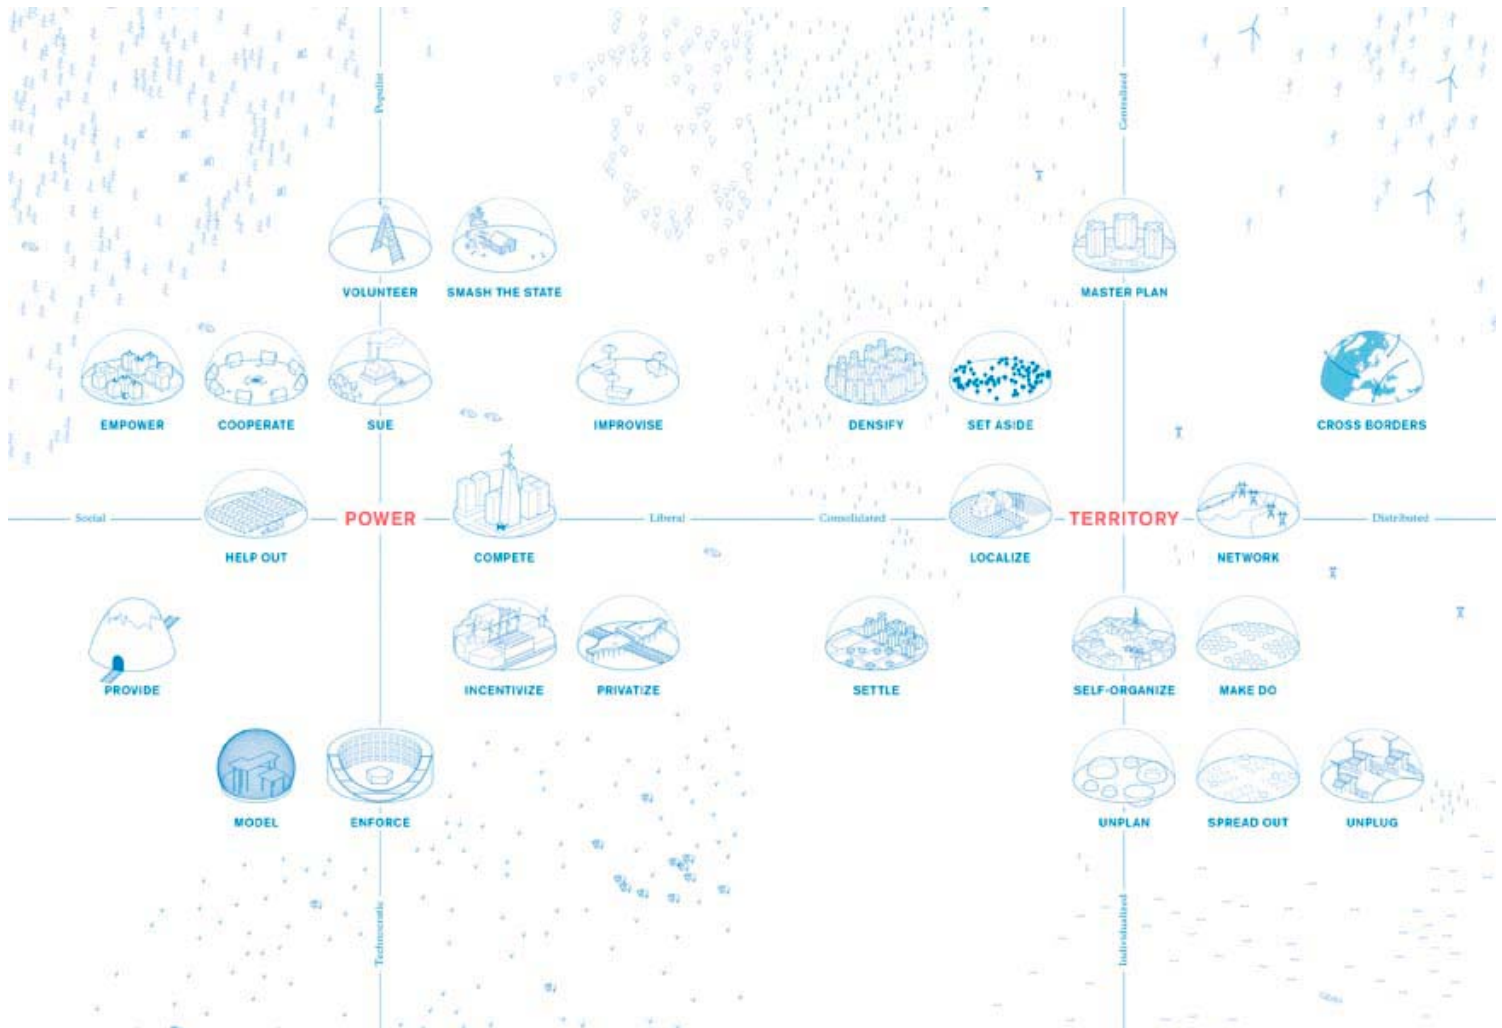 Populist
Centralized
VOLUNTEER
SMASH THE STATE
MASTER PLAN
EMPOWER
COOPERATE
SUE
IMPROVISE
DENSIFY
SET ASIDE
CROSS BORDERS
Social
POWER
Liberal
Consolidated
TERRITORY
Distributed
HELP OUT
COMPETE
LOCALIZE
NETWORK
PROVIDE
INCENTIVIZE
PRIVATIZE
SETTLE
SELF-ORGANIZE
MAKE DO
MODEL
ENFORCE
UNPLAN
SPREAD OUT
UNPLUG
Technocratic
Individualized